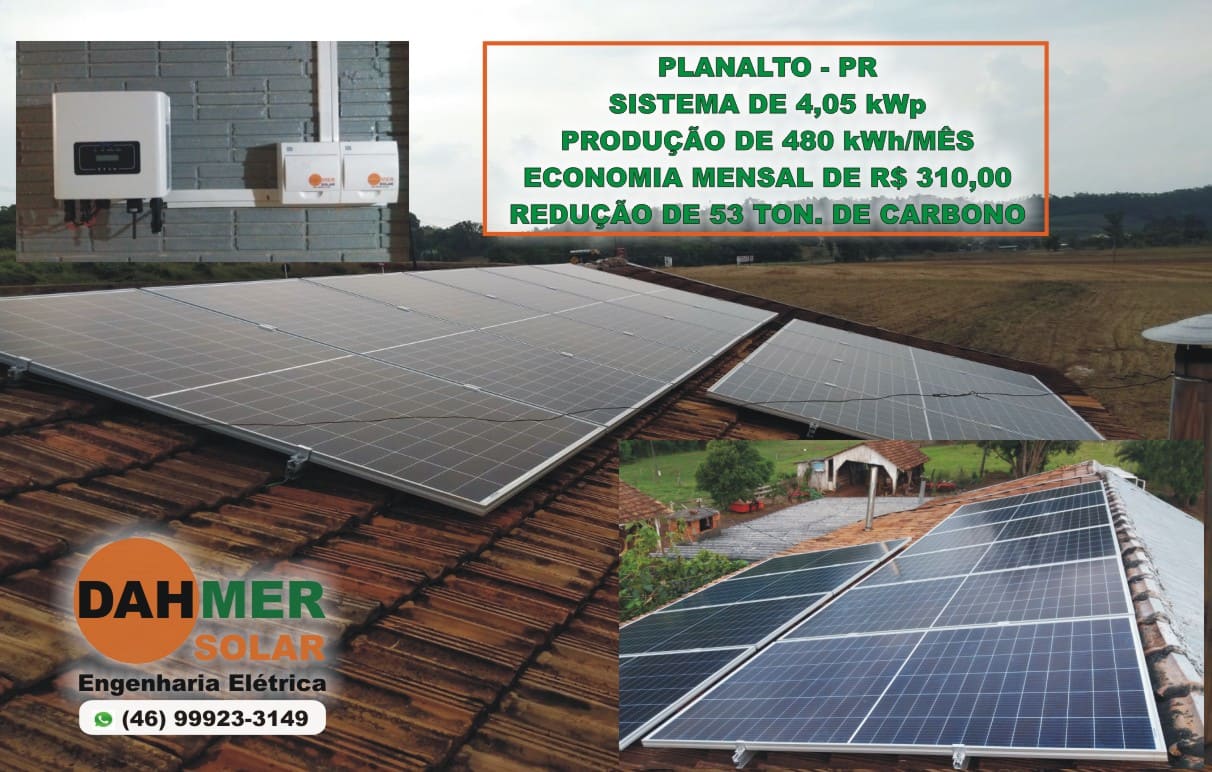 PLANALTO - PR
SISTEMA DE 4,05 kWp
PRODUÇÃO DE 480 kWh/MÊS
ECONOMIA MENSAL DE R$ 310,00
REDUÇÃO DE 53 TON. DE CARBONO
DAHMER
SOLAR
Engenharia Elétrica
(46) 99923-3149